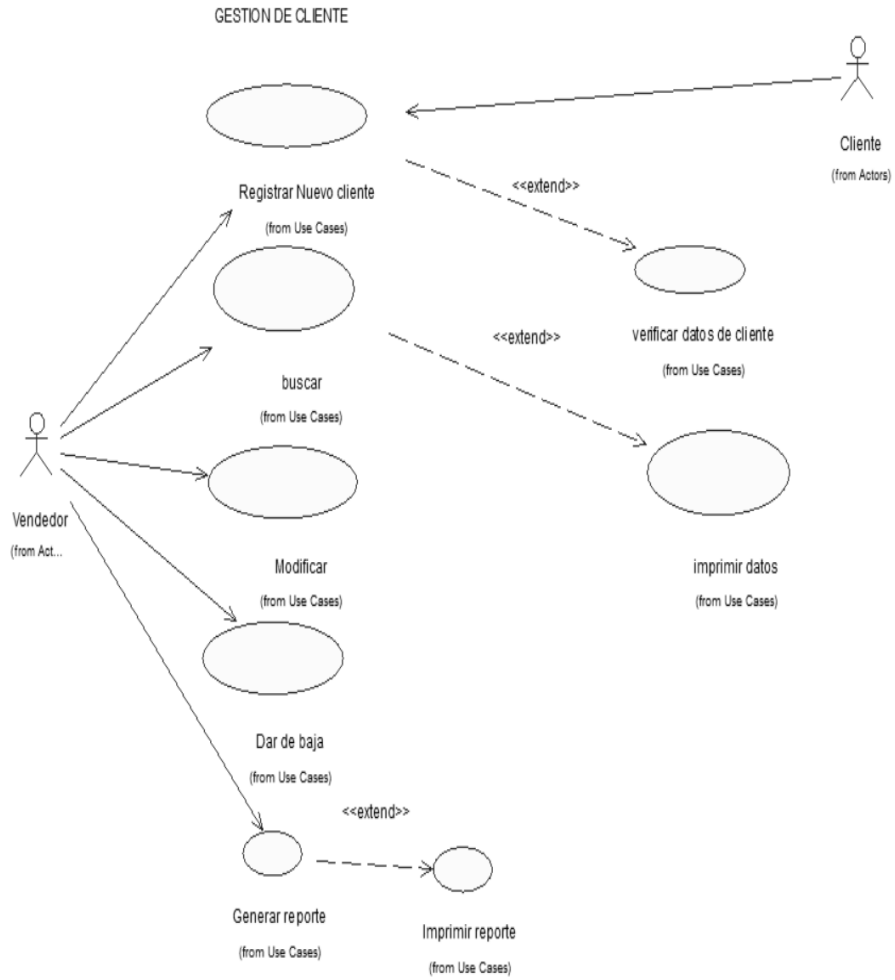 GESTION DE CLIENTE
Cliente
(from Actors)
Registrar Nuevo cliente
(from Use Cases)
<<extend>>
verificar datos de cliente
(from Use Cases)
buscar
(from Use Cases)
<<extend>>
imprimir datos
(from Use Cases)
Vendedor
(from Act...
Modificar
(from Use Cases)
Dar de baja
(from Use Cases)
<<extend>>
Generar reporte
(from Use Cases)
Imprimir reporte
(from Use Cases)